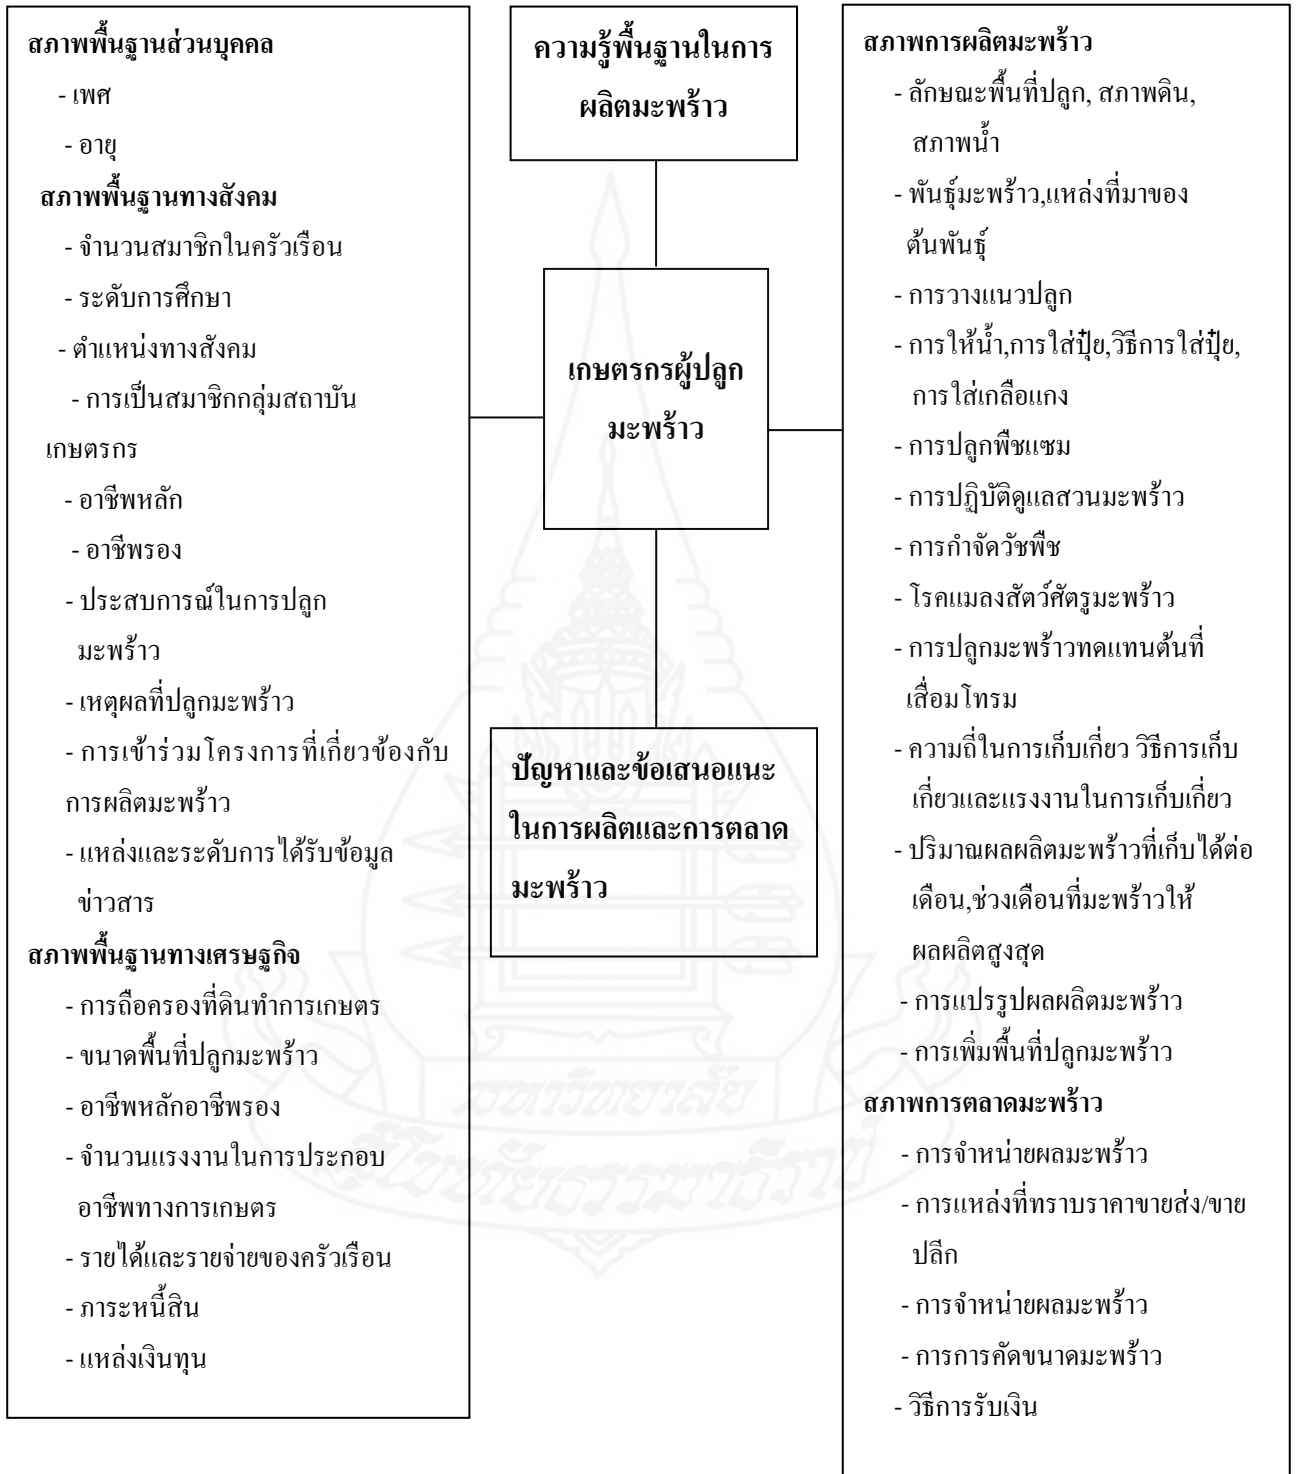 สภาพพื้นฐานส่วนบุคคล
- เพศ
- อายุ
สภาพพื้นฐานทางสังคม
- จำนวนสมาชิกในครัวเรือน
- ระดับการศึกษา
- ตำแหน่งทางสังคม
- การเป็นสมาชิกกลุ่มสถาบัน
เกษตรกร
- อาชีพหลัก
- อาชีพรอง
- ประสบการณ์ในการปลูก
มะพร้าว
- เหตุผลที่ปลูกมะพร้าว
- การเข้าร่วมโครงการที่เกี่ยวข้องกับ
การผลิตมะพร้าว
- แหล่งและระดับการได้รับข้อมูล
ข่าวสาร
สภาพพื้นฐานทางเศรษฐกิจ
- การถือครองที่ดินทำการเกษตร
- ขนาดพื้นที่ปลูกมะพร้าว
- อาชีพหลักอาชีพรอง
- จำนวนแรงงานในการประกอบ
อาชีพทางการเกษตร
- รายได้และรายจ่ายของครัวเรือน
- ภาระหนี้สิน
- แหล่งเงินทุน
ความรู้พื้นฐานในการ
ผลิตมะพร้าว
เกษตรกรผู้ปลูก
มะพร้าว
ปัญหาและข้อเสนอแนะ
ในการผลิตและการตลาด
มะพร้าว
มหาวิทยาลัย
สุโขทัยธรรมาธิราช
สภาพการผลิตมะพร้าว
- ลักษณะพื้นที่ปลูก, สภาพดิน,
สภาพน้ำ
- พันธุ์มะพร้าว,แหล่งที่มาของ
ต้นพันธุ์
- การวางแนวปลูก
- การให้น้ำ,การใส่ปุ๋ย,วิธีการใส่ปุ๋ย,
การใส่เกลือแกง
- การปลูกพืชแซม
- การปฏิบัติดูแลสวนมะพร้าว
- การกำจัดวัชพืช
- โรคแมลงสัตว์ศัตรูมะพร้าว
- การปลูกมะพร้าวทดแทนต้นที่
เสื่อมโทรม
- ความถี่ในการเก็บเกี่ยว วิธีการเก็บ
เกี่ยวและแรงงานในการเก็บเกี่ยว
- ปริมาณผลผลิตมะพร้าวที่เก็บได้ต่อ
เดือน,ช่วงเดือนที่มะพร้าวให้
ผลผลิตสูงสุด
- การแปรรูปผลผลิตมะพร้าว
- การเพิ่มพื้นที่ปลูกมะพร้าว
สภาพการตลาดมะพร้าว
- การจำหน่ายผลมะพร้าว
- การแหล่งที่ทราบราคาขายส่ง/ขาย
ปลีก
- การจำหน่ายผลมะพร้าว
- การการคัดขนาดมะพร้าว
- วิธีการรับเงิน